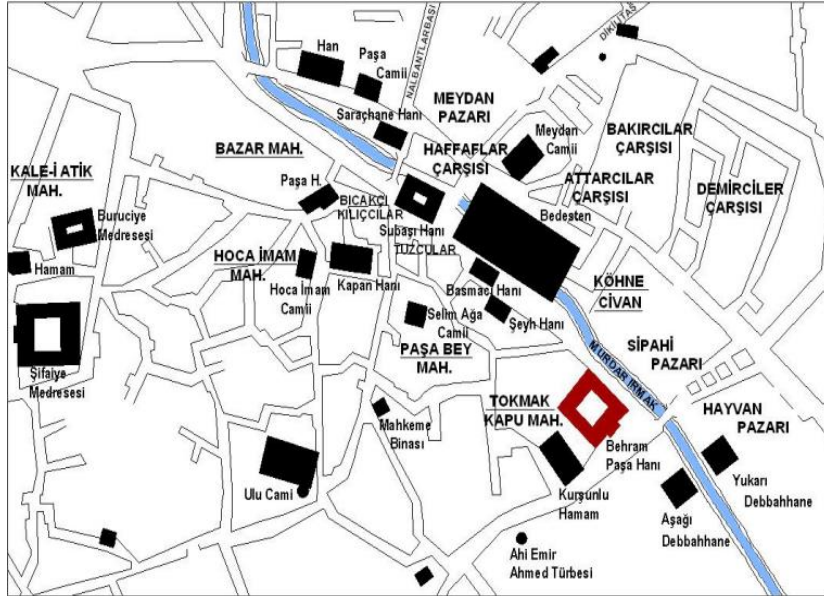 DİKİLİTAŞ
NALBANTLARBASI
Han
Paşa
Camii
Saraçhane Hanı
MEYDAN
PAZARI
Meydan
Camii
HAFFAFLAR
ÇARŞISI
BAKIRCILAR
ÇARŞISI
ATTARCILAR
ÇARŞISI
DEMİRCİLER
ÇARŞISI
BAZAR MAH.
KALE-İ ATİK
MAH.
Buruciye
Medresesi
Hamam
Paşa H.
BIÇAKÇI
KILIÇCILAR
Subaşı Hanı
TUZCULAR
Bedesten
HOCA İMAM
MAH.
Hoca İmam
Camii
Kapan Hanı
Basmacı Hanı
Şeyh Hanı
KÖHNE
CİVAN
Selim Ağa
Camii
PAŞA BEY
MAH.
Şifaiye
Medresesi
MURDAR IRMAK
SİPAHİ
PAZARI
TOKMAK
KAPU MAH.
HAYVAN
PAZARI
Mahkeme
Binası
Behram
Paşa Hanı
Ulu Cami
Kurşunlu
Hamam
Yukarı
Debbahhane
Aşağı
Debbahhane
Ahi Emir
Ahmed Türbesi